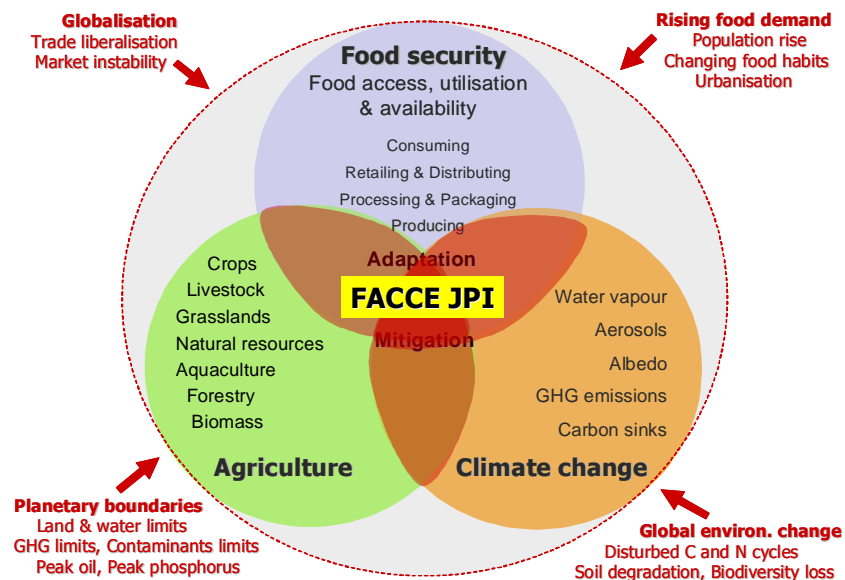 Globalisation
Trade liberalisation
Market instability
Rising food demand
Population rise
Changing food habits
Urbanisation
Food security
Food access, utilisation
& availability
Consuming
Retailing & Distributing
Processing & Packaging
Producing
Adaptation
FACCE JPI
Mitigation
Crops
Livestock
Grasslands
Natural resources
Aquaculture
Forestry
Biomass
Agriculture
Water vapour
Aerosols
Albedo
GHG emissions
Carbon sinks
Climate change
Planetary boundaries
Land & water limits
GHG limits, Contaminants limits
Peak oil, Peak phosphorus
Global environ. change
Disturbed C and N cycles
Soil degradation, Biodiversity loss